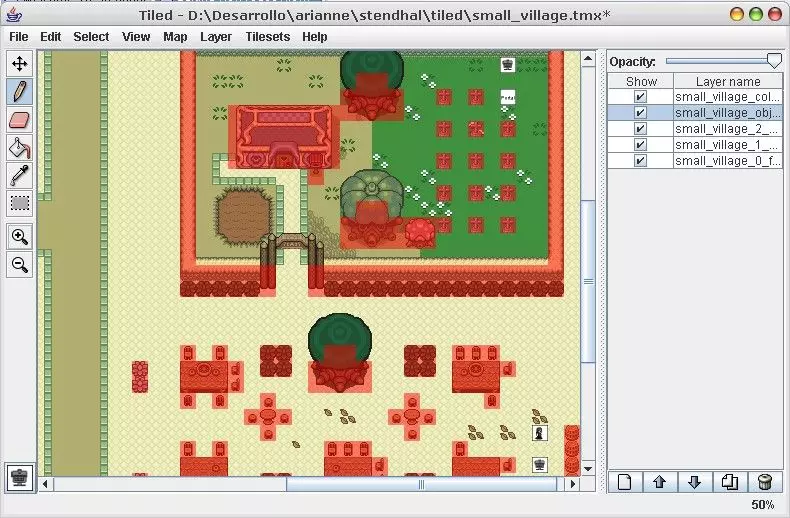 Tiled - D:\Desarrollo\arianne\stendhal\tiled\small_village.tmx*
File Edit Select View Map Layer Tilesets Help
Opacity:
Show Layer name
small_village_col...
small_village_obj...
small_village_2_...
small_village_1_...
small_village_0_f...
Portal
50%